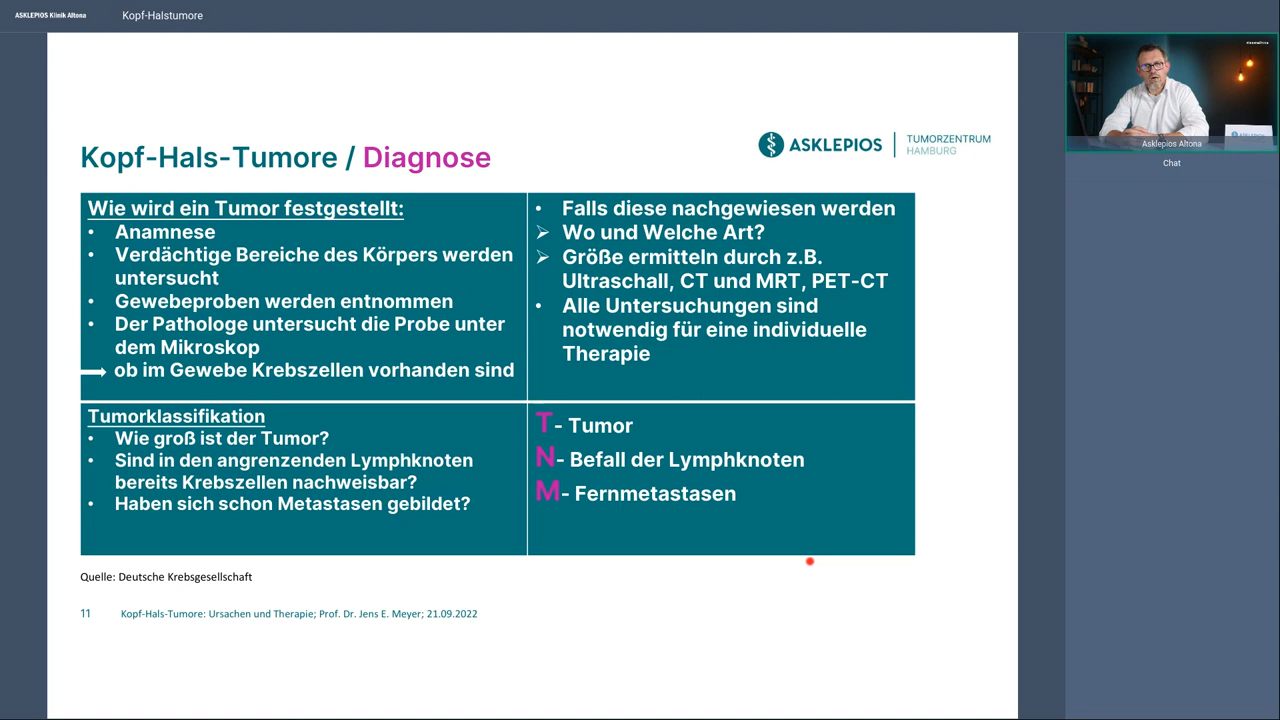 ASKLEPIOS Klinik Altona
Kopf-Halstumore
Kopf-Hals-Tumore / Diagnose
ASKLEPIOS
TUMORZENTRUM
HAMBURG
Wie wird ein Tumor festgestellt:
• Anamnese
• Verdächtige Bereiche des Körpers werden
untersucht
• Gewebeproben werden entnommen
• Der Pathologe untersucht die Probe unter
dem Mikroskop
ob im Gewebe Krebszellen vorhanden sind
• Falls diese nachgewiesen werden
➢ Wo und Welche Art?
➢ Größe ermitteln durch z.B.
Ultraschall, CT und MRT, PET-CT
• Alle Untersuchungen sind
notwendig für eine individuelle
Therapie
Tumorklassifikation
• Wie groß ist der Tumor?
• Sind in den angrenzenden Lymphknoten
bereits Krebszellen nachweisbar?
• Haben sich schon Metastasen gebildet?
T- Tumor
N- Befall der Lymphknoten
M- Fernmetastasen
Quelle: Deutsche Krebsgesellschaft
11 Kopf-Hals-Tumore: Ursachen und Therapie; Prof. Dr. Jens E. Meyer; 21.09.2022
Asklepios Altona
Chat